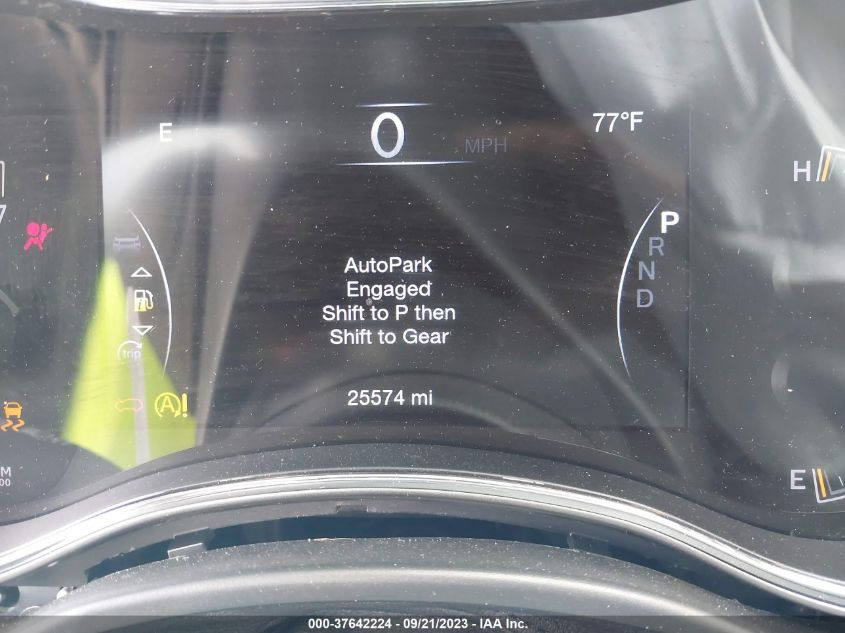 E
0
MPH
77°F
H
7
P
R
N
D
AutoPark
Engaged
Shift to P then
Shift to Gear
trip
25574 mi
A!
E
000-37642224 - 09/21/2023 - IAA, Inc.